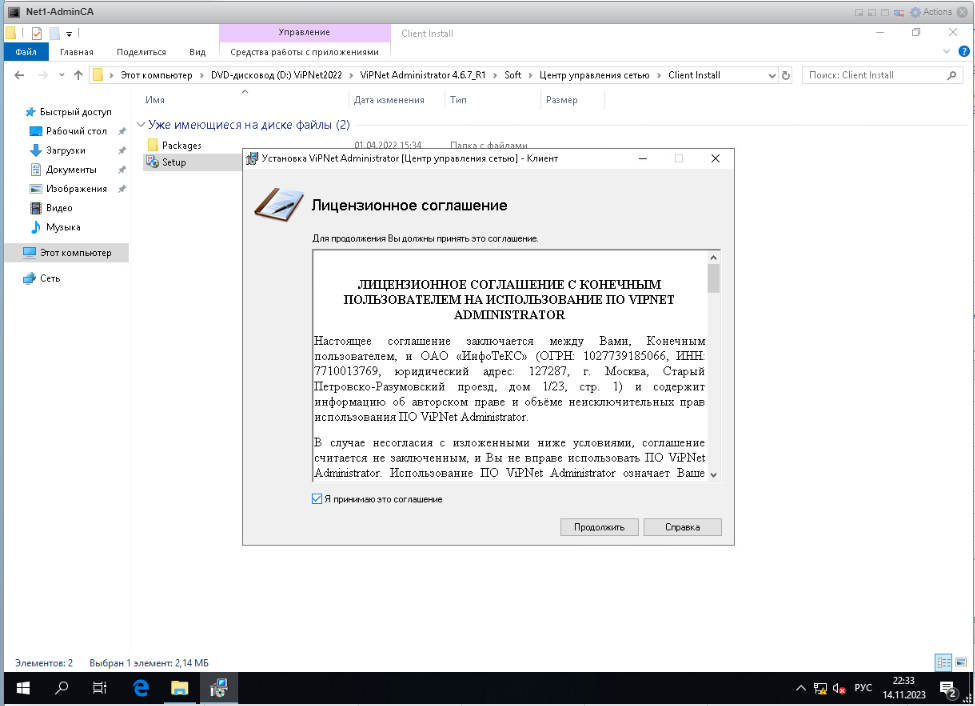 Net1-AdminCA
Actions
Управление
Client Install
Файл
Главная
Поделиться
Вид
Средства работы с приложениями
Этот компьютер › DVD-дисковод (D:) ViPNet2022 › ViPNet Administrator 4.6.7_R1 › Soft › Центр управления сетью › Client Install
Поиск: Client Install
Быстрый доступ
Рабочий стол
Загрузки
Документы
Изображения
Видео
Музыка
Этот компьютер
Сеть
Имя
Дата изменения
Тип
Размер
Уже имеющиеся на диске файлы (2)
Packages
01.04.2022 15:34
Папка с файлами
Setup
Установка ViPNet Administrator [Центр управления сетью] - Клиент
Лицензионное соглашение
Для продолжения Вы должны принять это соглашение.
ЛИЦЕНЗИОННОЕ СОГЛАШЕНИЕ С КОНЕЧНЫМ
ПОЛЬЗОВАТЕЛЕМ НА ИСПОЛЬЗОВАНИЕ ПО VIPNET
ADMINISTRATOR
Настоящее соглашение заключается между Вами, Конечным
пользователем, и ОАО «ИнфоТеКС» (ОГРН: 1027739185066, ИНН:
7710013769, юридический адрес: 127287, г. Москва, Старый
Петровско-Разумовский проезд, дом 1/23, стр. 1) и содержит
информацию об авторском праве и объёме неисключительных прав
использования ПО ViPNet Administrator.
В случае несогласия с изложенными ниже условиями, соглашение
считается не заключенным, и Вы не вправе использовать ПО ViPNet
Administrator. Использование ПО ViPNet Administrator означает Ваше
Я принимаю это соглашение
Продолжить
Справка
Элементов: 2
Выбран 1 элемент: 2,14 МБ
РУС
22:33
14.11.2023
2